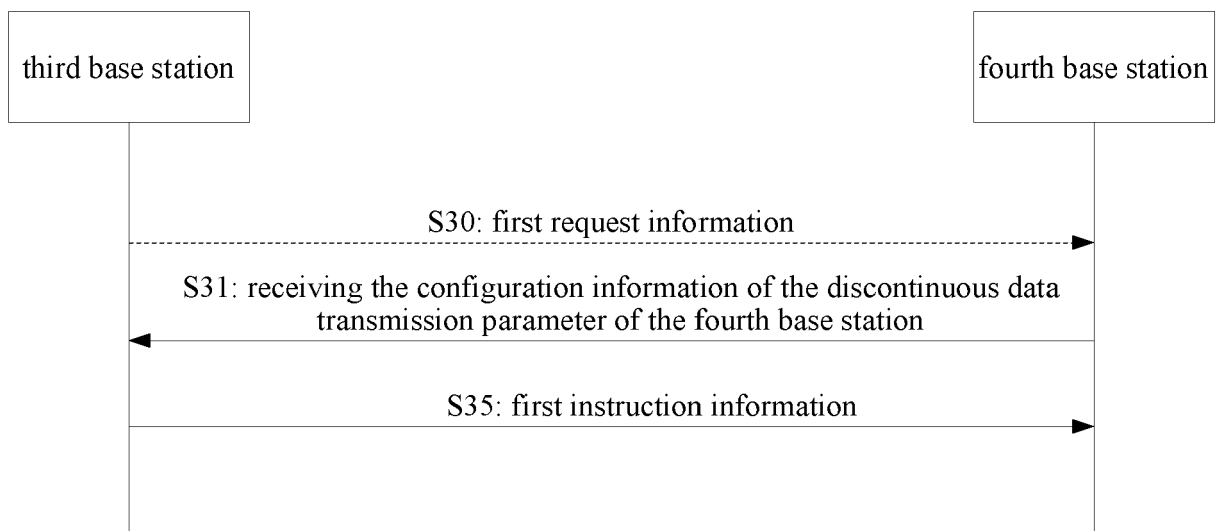 third base station
fourth base station
S30: first request information
S31: receiving the configuration information of the discontinuous data
transmission parameter of the fourth base station
S35: first instruction information